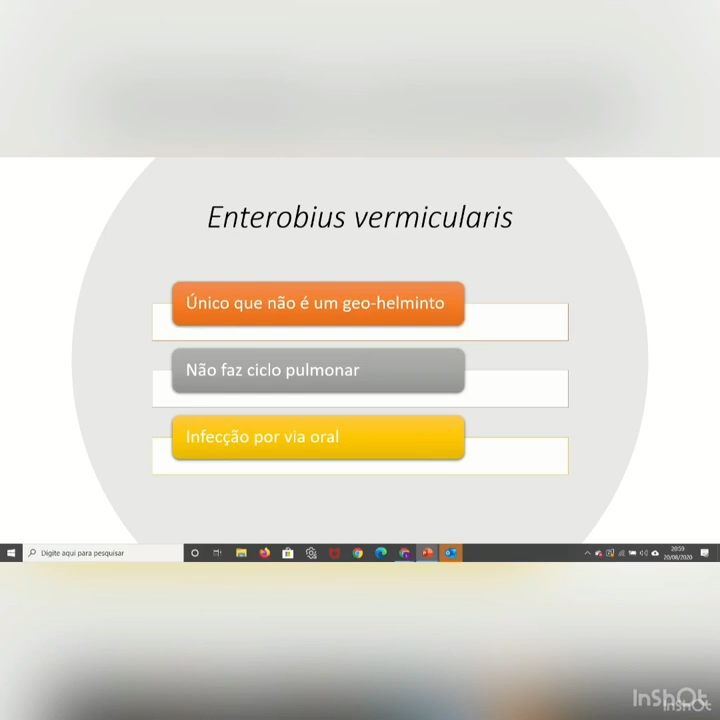 Enterobius vermicularis
Único que não é um geo-helminto
Não faz ciclo pulmonar
Infecção por via oral
Digite aqui para pesquisar
20:59
20/08/2020
InShOt
InShOt